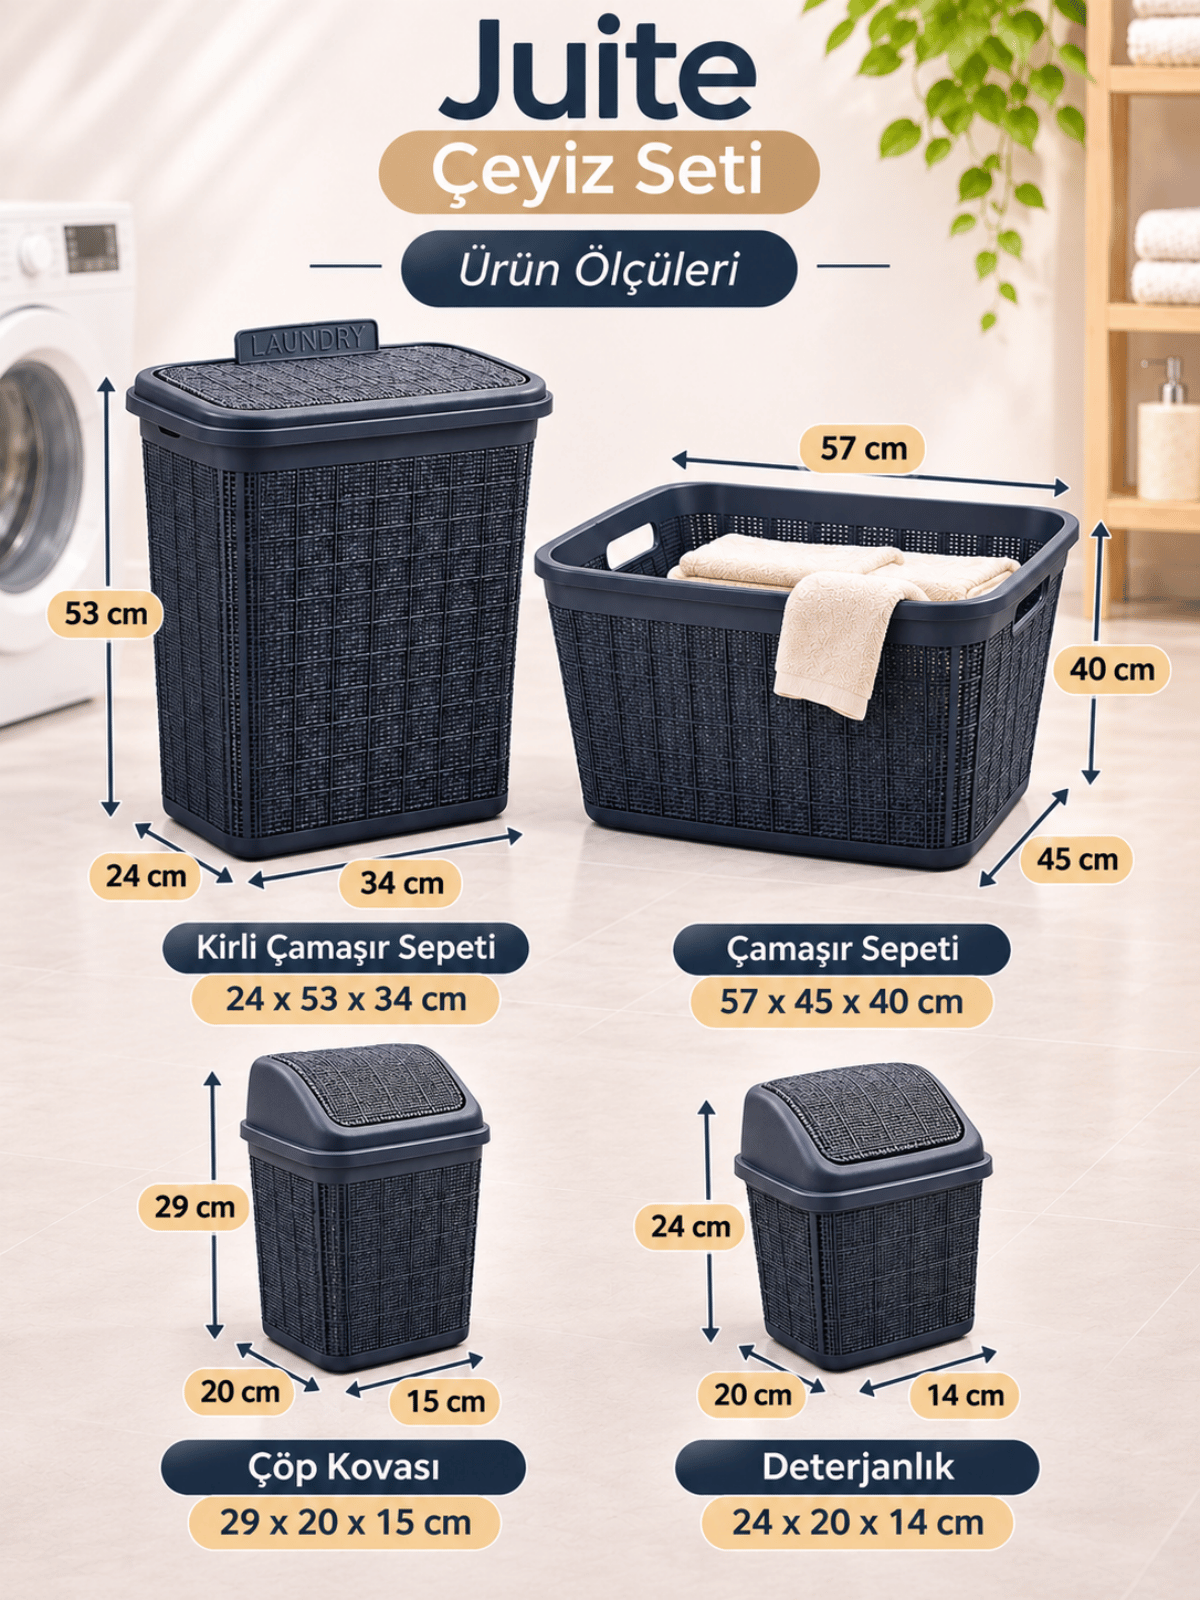 Juite
Çeyiz Seti
Ürün Ölçüleri
LAUNDRY
53 cm
24 cm
34 cm
57 cm
40 cm
45 cm
Kirli Çamaşır Sepeti
24 x 53 x 34 cm
Çamaşır Sepeti
57 x 45 x 40 cm
29 cm
20 cm
15 cm
24 cm
20 cm
14 cm
Çöp Kovası
29 x 20 x 15 cm
Deterjanlık
24 x 20 x 14 cm